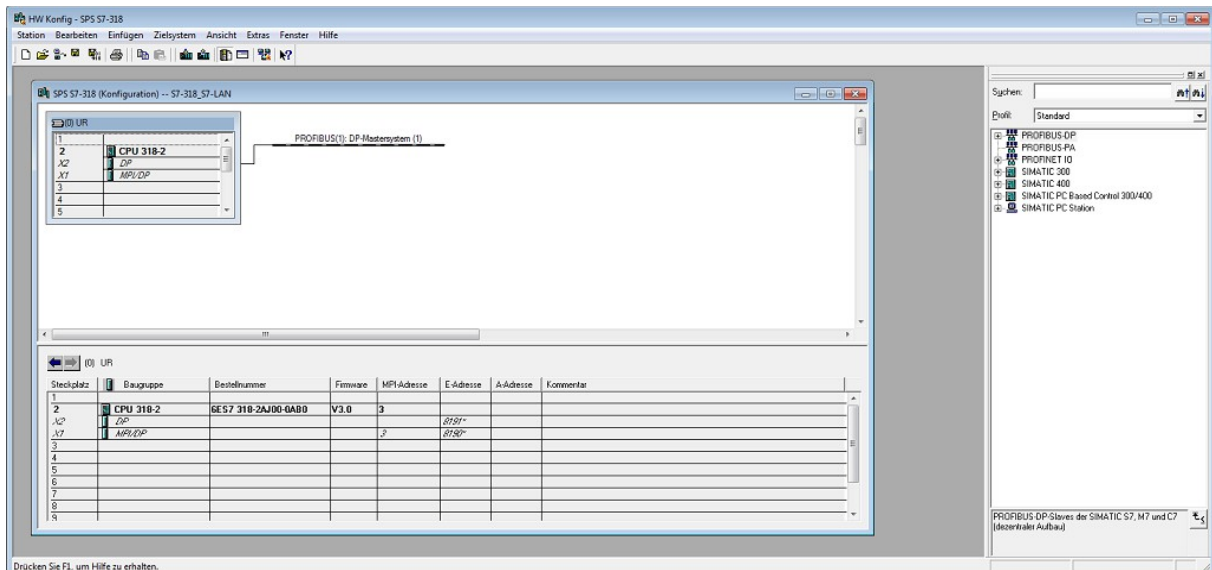 HW Konfig - SPS S7-318
Station Bearbeiten Einfügen Zielsystem Ansicht Extras Fenster Hilfe
SPS S7-318 (Konfiguration) -- S7-318_S7-LAN
(0) UR
1
2 CPU 318-2
X2 DP
X1 MPI/DP
3
4
5
PROFIBUS(1): DP-Mastersystem (1)
(0) UR
Steckplatz Baugruppe Bestellnummer Firmware MPI-Adresse E-Adresse A-Adresse Kommentar
1
2 CPU 318-2 6ES7 318-2AJ00-0AB0 V3.0 3
X2 DP 8191*
X1 MPI/DP 3 8190*
3
4
5
6
7
8
9
Suchen:
Profil: Standard
PROFIBUS-DP
PROFIBUS-PA
PROFINET IO
SIMATIC 300
SIMATIC 400
SIMATIC PC Based Control 300/400
SIMATIC PC Station
PROFIBUS-DP-Slaves der SIMATIC S7, M7 und C7
(dezentraler Aufbau)
Drücken Sie F1, um Hilfe zu erhalten.